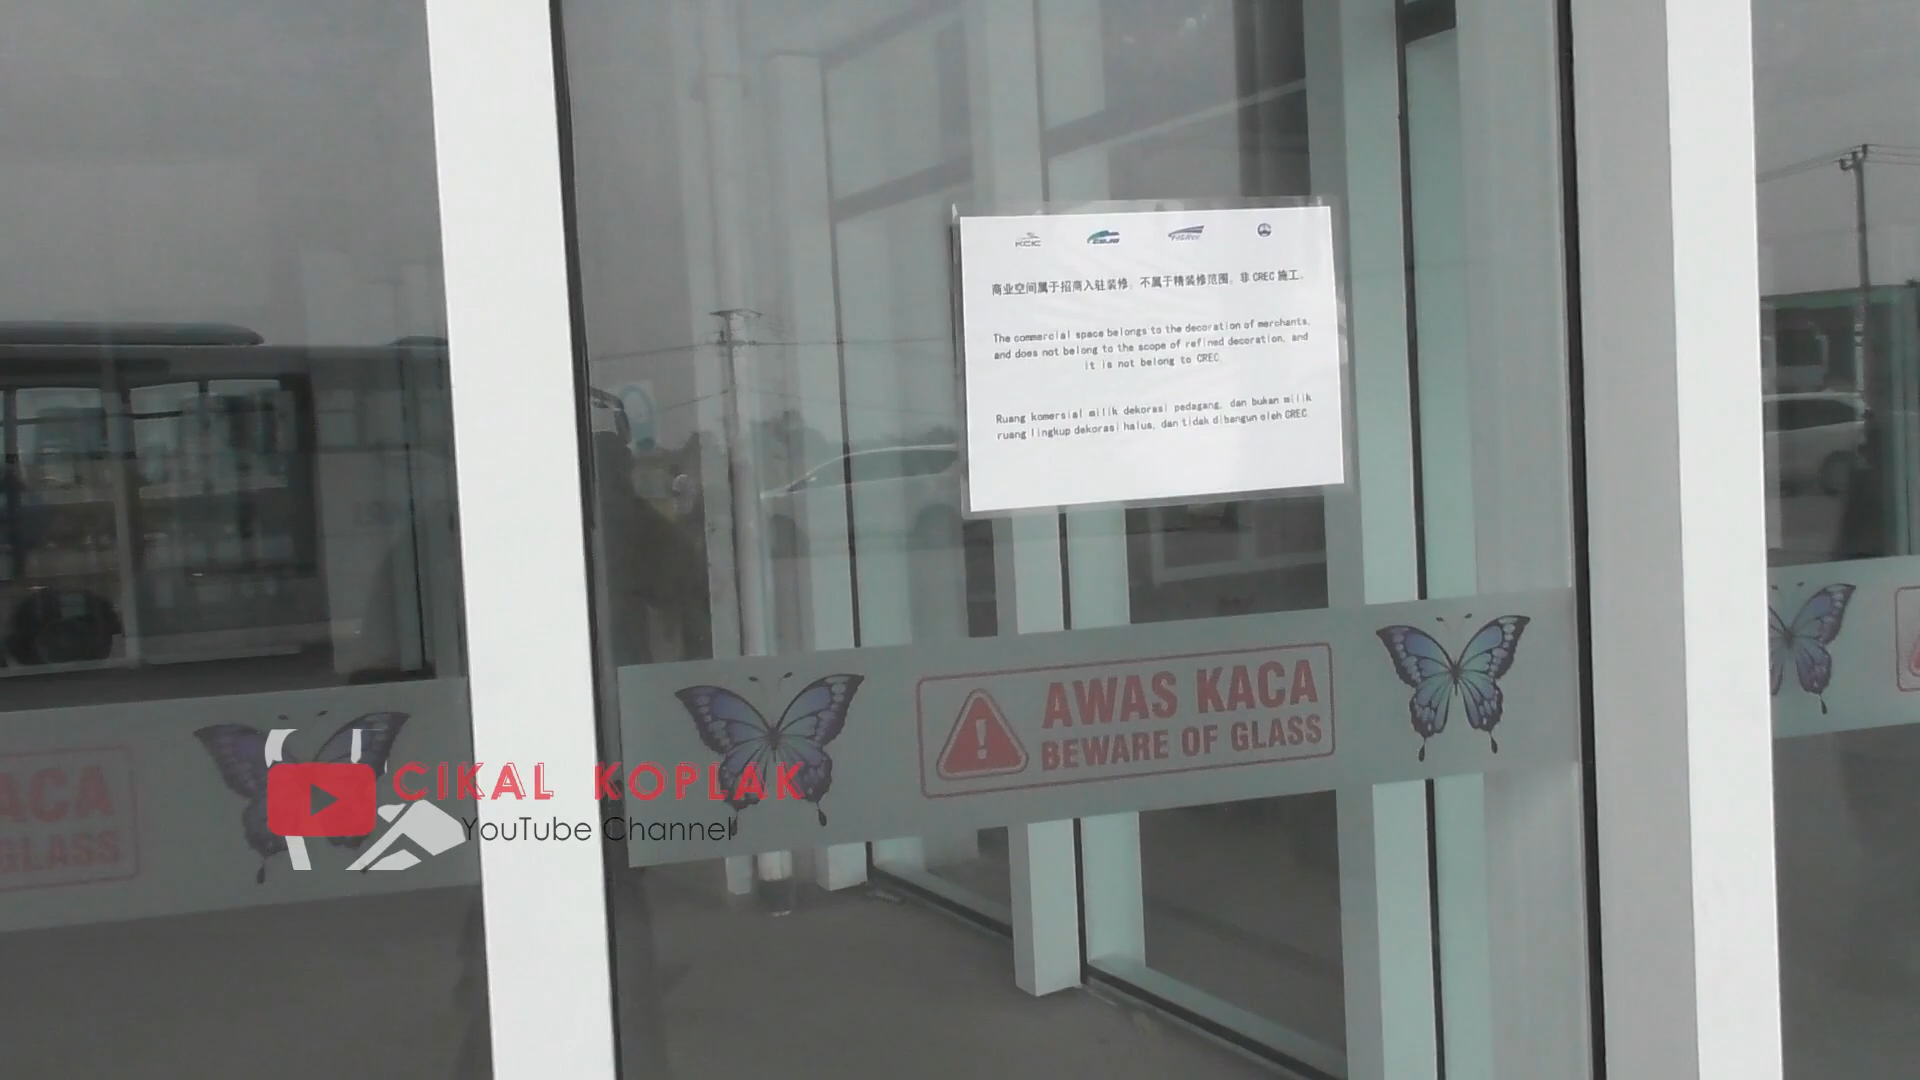 KCIC
商业空间属于招商入驻装修，不属于精装修范围，非CREC施工。
The commercial space belongs to the decoration of merchants,
and does not belong to the scope of refined decoration, and
it is not belong to CREC
Ruang komersial milik dekorasi pedagang, dan bukan milik
ruang lingkup dekorasi halus, dan tidak dibangun oleh CREC
AWAS KACA
BEWARE OF GLASS
ACA
GLASS
CIKAL KOPLAK
YouTube Channel